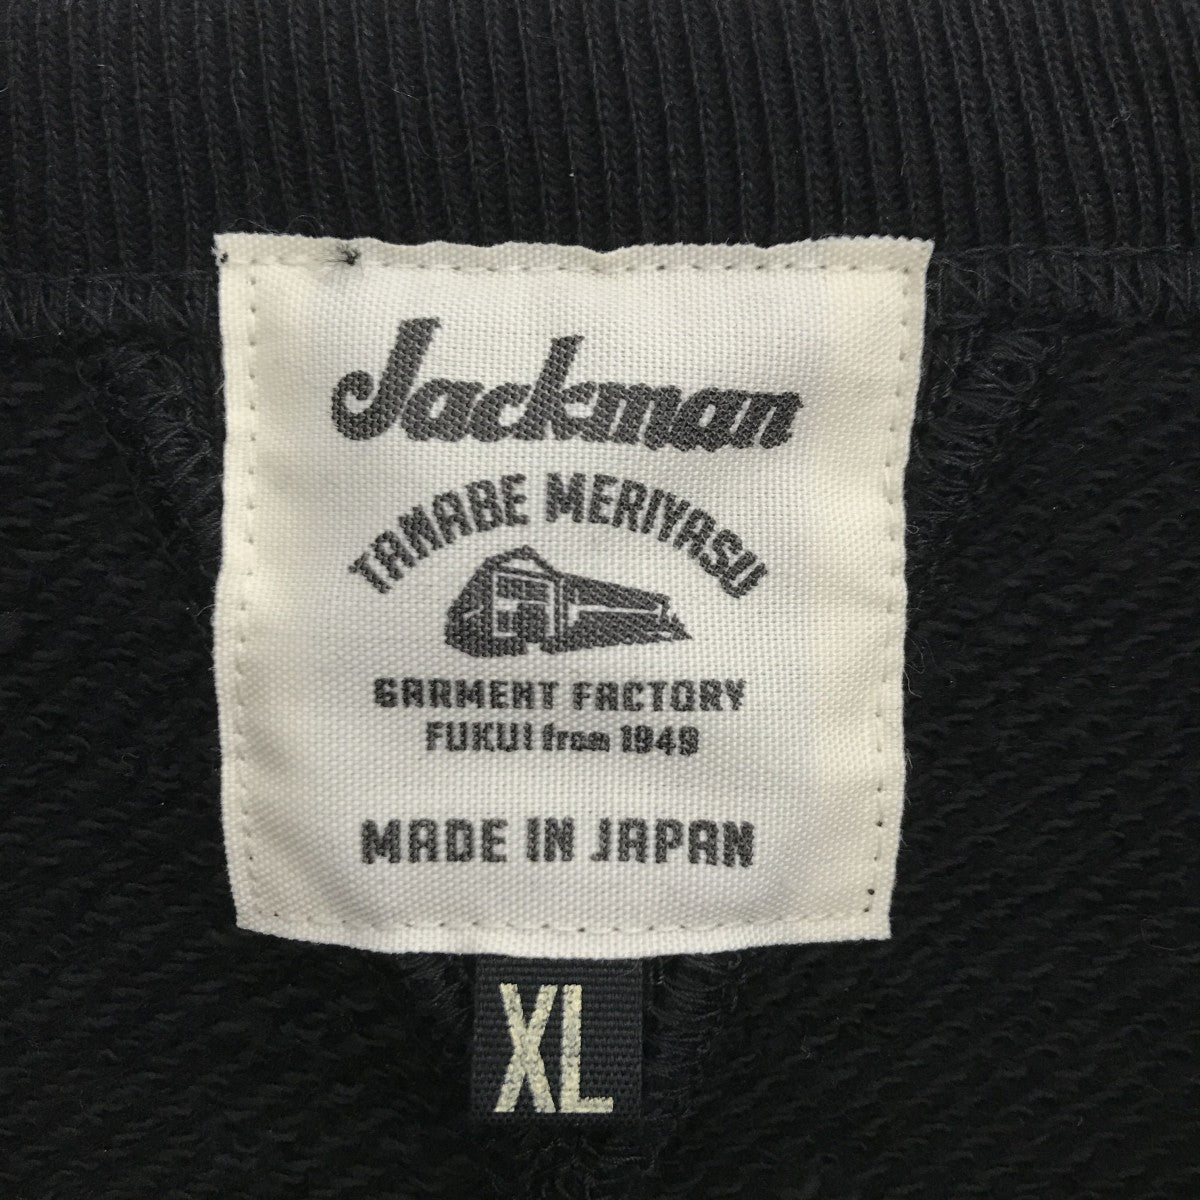 Jackman
TANABE MERIYASU
GARMENT FACTORY
FUKUI from 1949
MADE IN JAPAN
XL